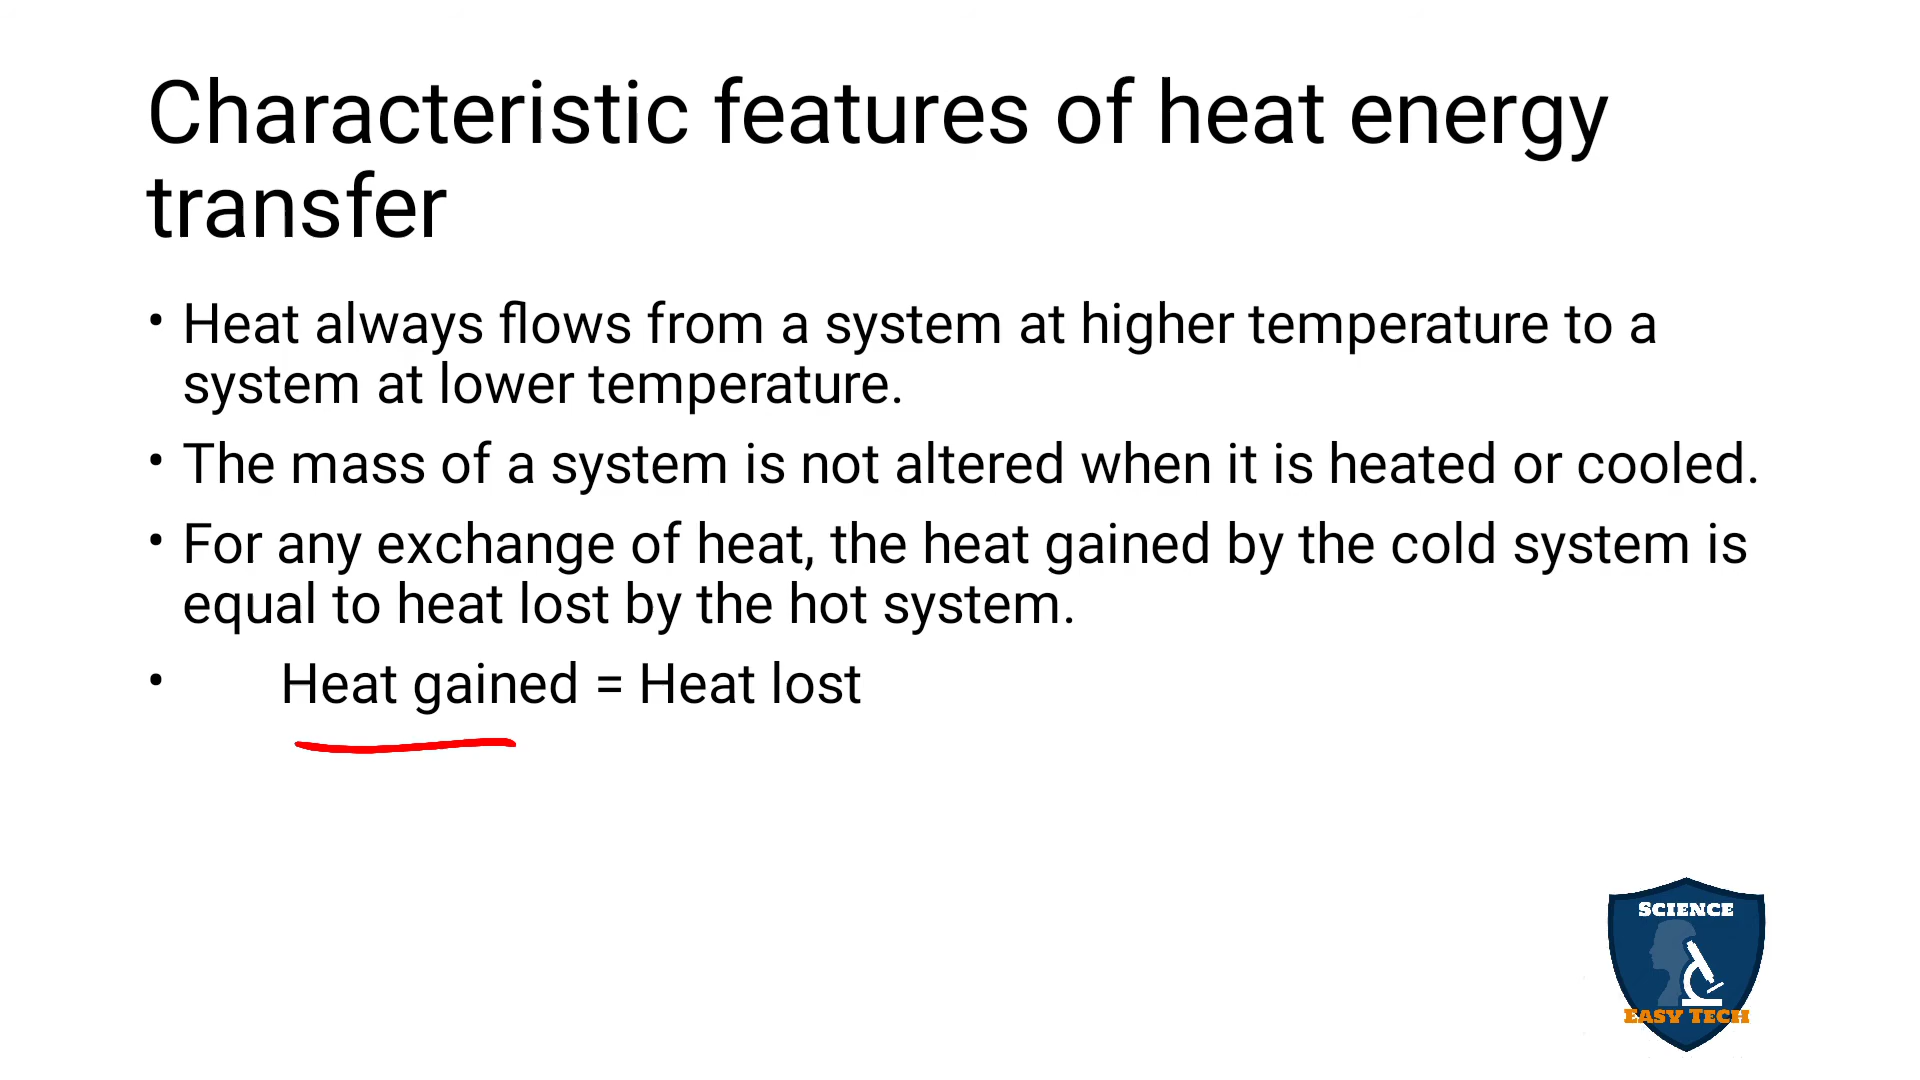 Characteristic features of heat energy
transfer
• Heat always flows from a system at higher temperature to a
system at lower temperature.
• The mass of a system is not altered when it is heated or cooled.
• For any exchange of heat, the heat gained by the cold system is
equal to heat lost by the hot system.
• Heat gained = Heat lost
SCIENCE
EASY TECH